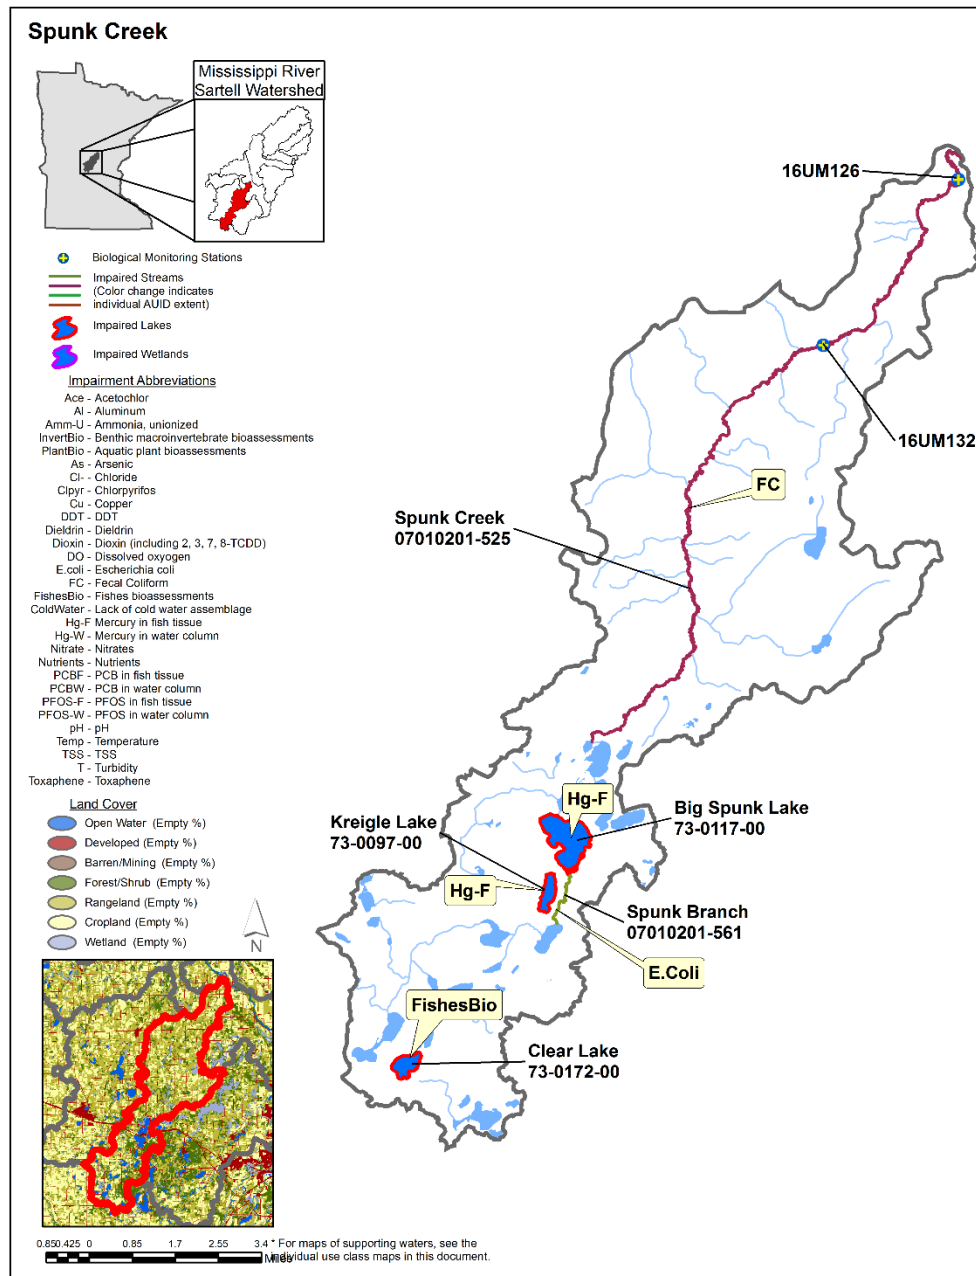 Spunk Creek
Mississippi River
Sartell Watershed
Biological Monitoring Stations
Impaired Streams
(Color change indicates
individual AUID extent)
Impaired Lakes
Impaired Wetlands
Impairment Abbreviations
Ace - Acetochlor
Al - Aluminum
Amm-U - Ammonia, unionized
InvertBio - Benthic macroinvertebrate bioassessments
PlantBio - Aquatic plant bioassessments
As - Arsenic
Cl- - Chloride
Clpyr - Chlorpyrifos
Cu - Copper
DDT - DDT
Dieldrin - Dieldrin
Dioxin - Dioxin (including 2, 3, 7, 8-TCDD)
DO - Dissolved oxyogen
E.coli - Escherichia coli
FC - Fecal Coliform
FishesBio - Fishes bioassessments
ColdWater - Lack of cold water assemblage
Hg-F - Mercury in fish tissue
Hg-W - Mercury in water column
Nitrate - Nitrates
Nutrients - Nutrients
PCBF - PCB in fish tissue
PCBW - PCB in water column
PFOS-F - PFOS in fish tissue
PFOS-W - PFOS in water column
pH - pH
Temp - Temperature
TSS - TSS
T - Turbidity
Toxaphene - Toxaphene
Land Cover
Open Water (Empty %)
Developed (Empty %)
Barren/Mining (Empty %)
Forest/Shrub (Empty %)
Rangeland (Empty %)
Cropland (Empty %)
Wetland (Empty %)
N
16UM126
16UM132
FC
Spunk Creek
07010201-525
Hg-F
Big Spunk Lake
73-0117-00
Kreigle Lake
73-0097-00
Hg-F
Spunk Branch
07010201-561
E.Coli
FishesBio
Clear Lake
73-0172-00
0.85 0.425 0 0.85 1.7 2.55 3.4
Miles
* For maps of supporting waters, see the
individual use class maps in this document.